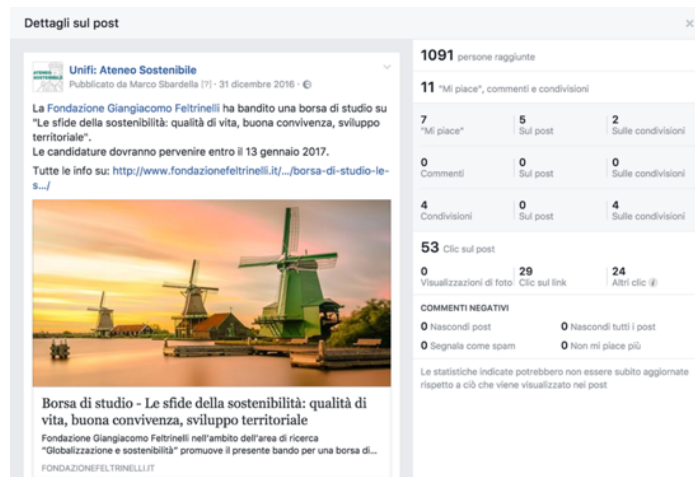 Dettagli sul post
ATENEO
SOSTENIBILE
Unifi: Ateneo Sostenibile
Pubblicato da Marco Sbardella [?] · 31 dicembre 2016 ·
La Fondazione Giangiacomo Feltrinelli ha bandito una borsa di studio su
"Le sfide della sostenibilità: qualità di vita, buona convivenza, sviluppo
territoriale".
Le candidature dovranno pervenire entro il 13 gennaio 2017.
Tutte le info su: http://www.fondazionefeltrinelli.it/.../borsa-di-studio-le-
s.../
Borsa di studio - Le sfide della sostenibilità: qualità di
vita, buona convivenza, sviluppo territoriale
Fondazione Giangiacomo Feltrinelli nell'ambito dell'area di ricerca
"Globalizzazione e sostenibilità" promuove il presente bando per una borsa di...
FONDAZIONEFELTRINELLI.IT
1091 persone raggiunte
11 "Mi piace", commenti e condivisioni
7 5 2
"Mi piace" Sul post Sulle condivisioni
0 0 0
Commenti Sul post Sulle condivisioni
4 0 4
Condivisioni Sul post Sulle condivisioni
53 Clic sul post
0 29 24
Visualizzazioni di foto Clic sul link Altri clic
COMMENTI NEGATIVI
0 Nascondi post 0 Nascondi tutti i post
0 Segnala come spam 0 Non mi piace più
Le statistiche indicate potrebbero non essere subito aggiornate
rispetto a ciò che viene visualizzato nei post